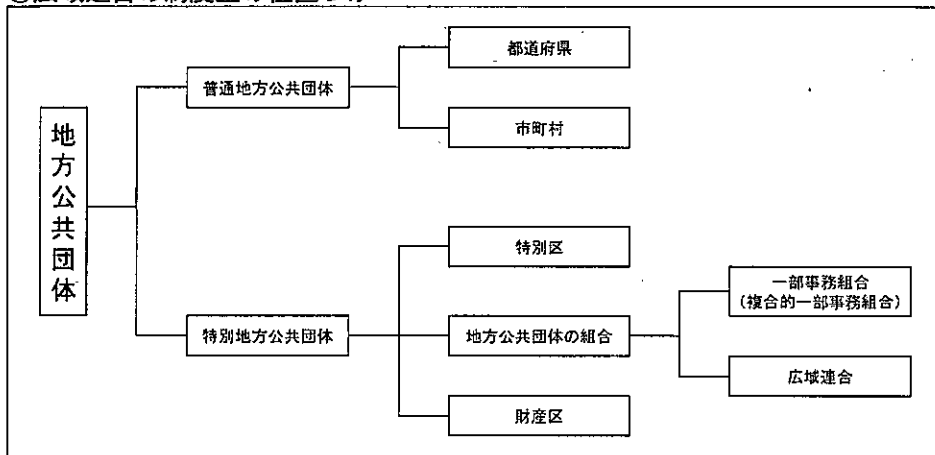 普通地方公共団体
都道府県
市町村
地方公共団体
特別地方公共団体
特別区
地方公共団体の組合
財産区
一部事務組合
(複合的一部事務組合)
広域連合